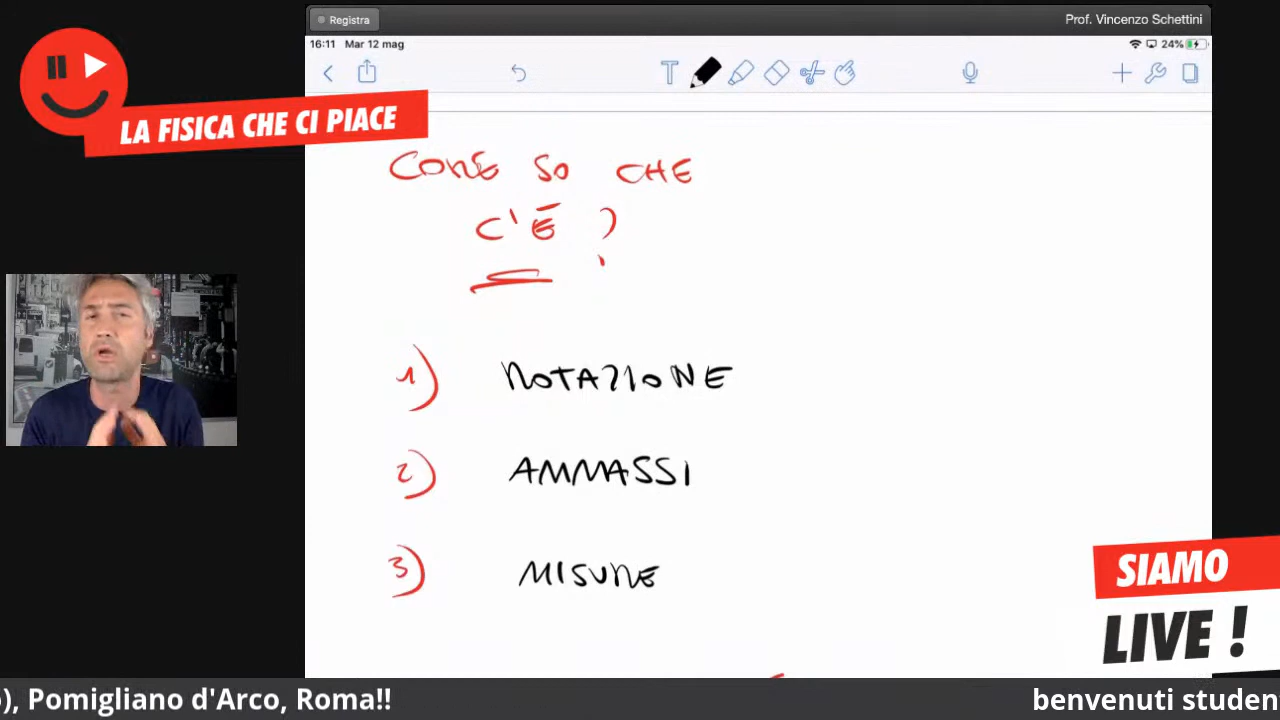 Registra
Prof. Vincenzo Schettini
16:11 Mar 12 mag
24%
LA FISICA CHE CI PIACE
COME SO CHE
C'È ?
1) ROTAZIONE
2) AMMASSI
3) MISURE
SIAMO
LIVE !
), Pomigliano d'Arco, Roma!!
benvenuti studen